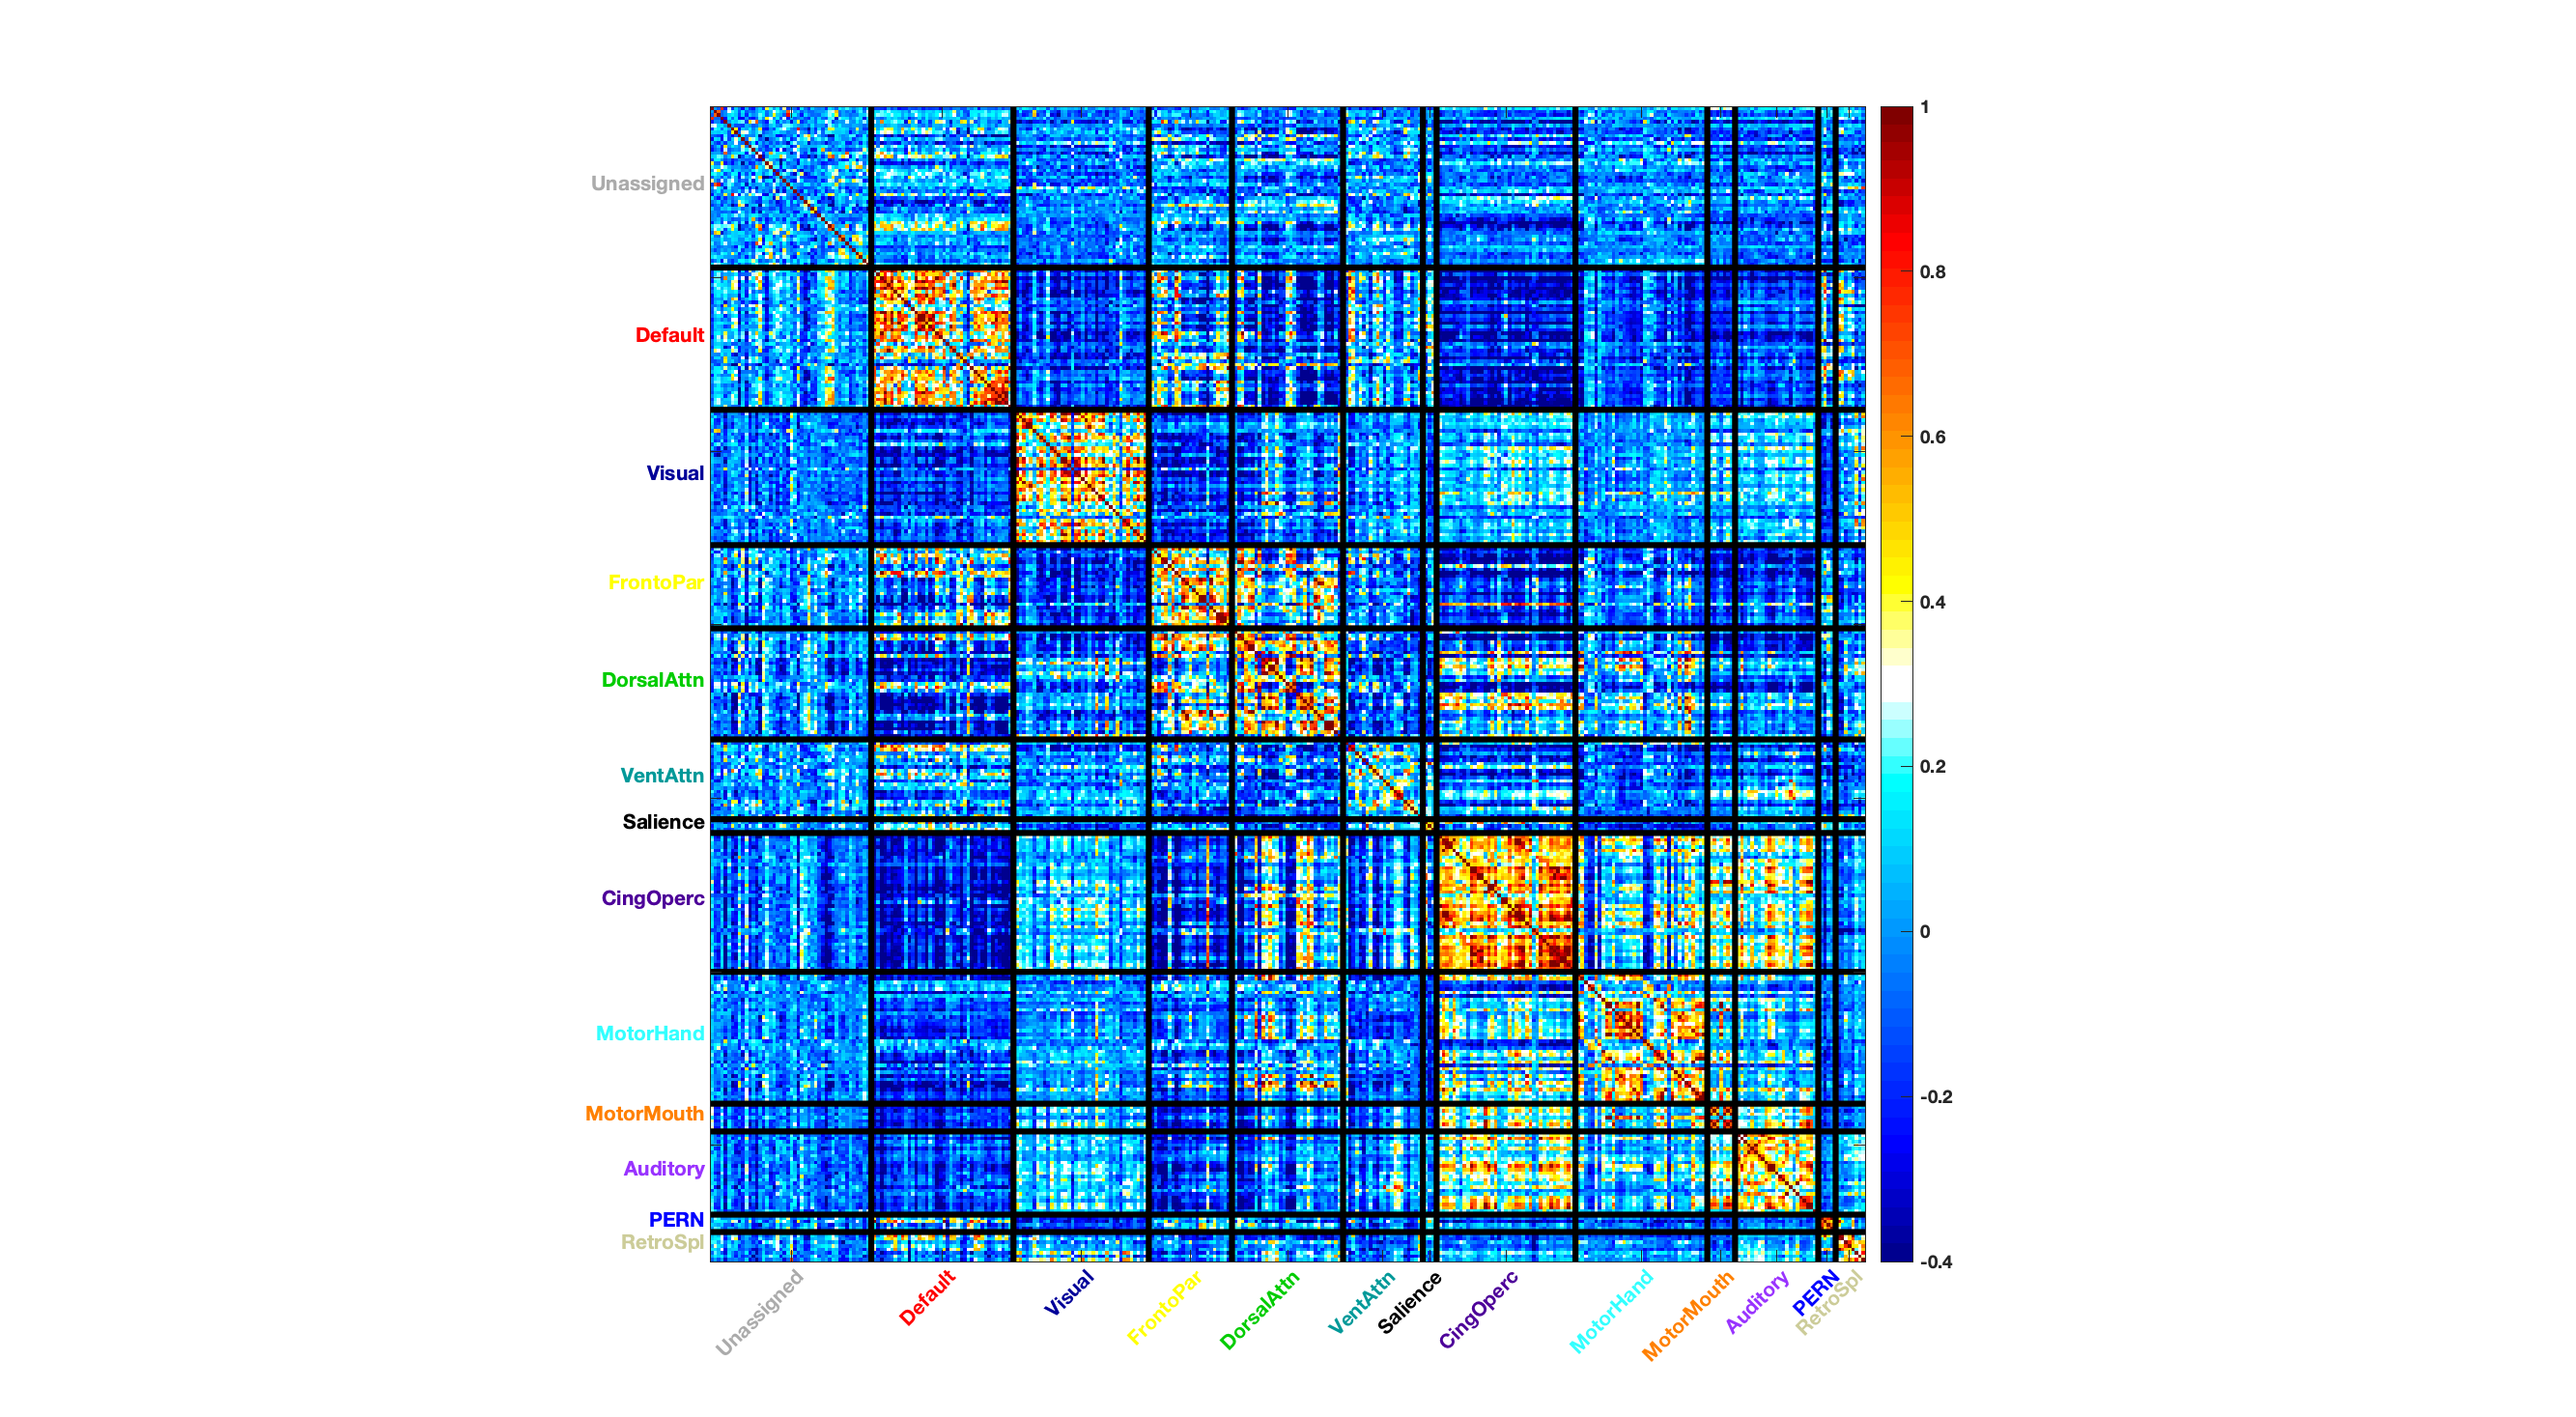 Unassigned
Default
Visual
FrontoPar
DorsalAttn
VentAttn
Salience
CingOperc
MotorHand
MotorMouth
Auditory
PERN
RetroSpl
Unassigned
Default
Visual
FrontoPar
DorsalAttn
VentAttn
Salience
CingOperc
MotorHand
MotorMouth
Auditory
PERN
RetroSpl
1
0.8
0.6
0.4
0.2
0
-0.2
-0.4